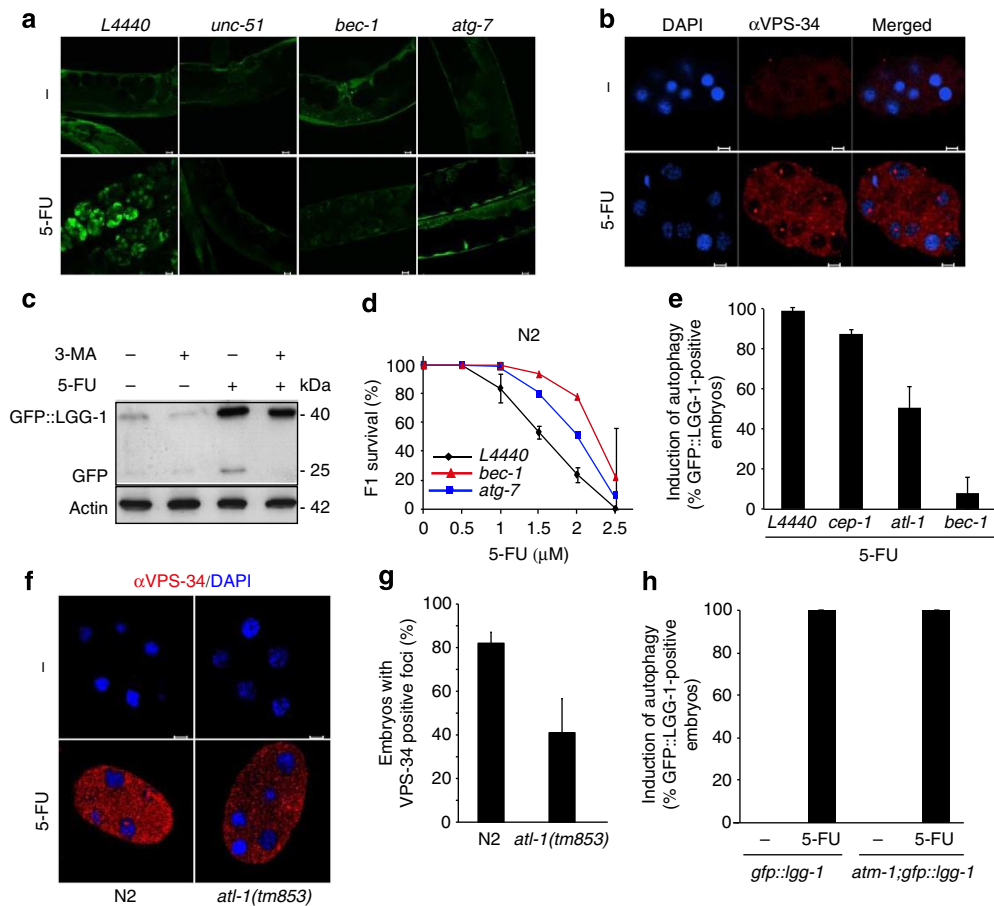 a
L4440 unc-51 bec-1 atg-7
–
5-FU
b
DAPI αVPS-34 Merged
–
5-FU
c
3-MA – + – +
5-FU – – + + kDa
GFP::LGG-1 - 40
GFP - 25
Actin - 42
d
N2
F1 survival (%)
100
80
60
40
20
0
L4440
bec-1
atg-7
0 0.5 1 1.5 2 2.5
5-FU (μM)
e
Induction of autophagy
(% GFP::LGG-1-positive
embryos)
100
80
60
40
20
0
L4440 cep-1 atl-1 bec-1
5-FU
f
αVPS-34/DAPI
–
5-FU
N2 atl-1(tm853)
g
Embryos with
VPS-34 positive foci (%)
100
80
60
40
20
0
N2 atl-1(tm853)
h
Induction of autophagy
(% GFP::LGG-1-positive
embryos)
100
80
60
40
20
0
– 5-FU – 5-FU
gfp::lgg-1 atm-1;gfp::lgg-1